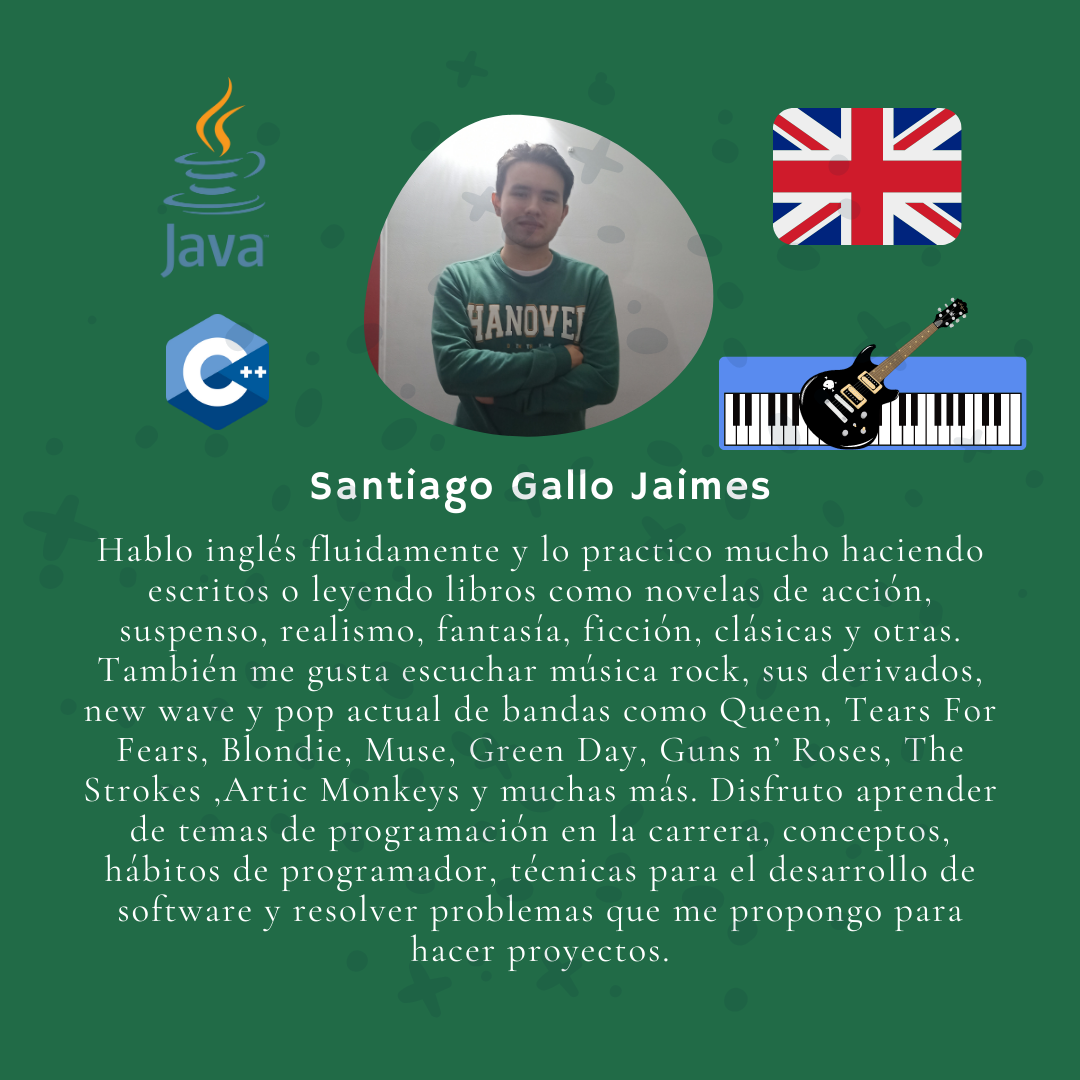 Java
C++
HANOVER
Santiago Gallo Jaimes
Hablo inglés fluidamente y lo practico mucho haciendo
escritos o leyendo libros como novelas de acción,
suspenso, realismo, fantasía, ficción, clásicas y otras.
También me gusta escuchar música rock, sus derivados,
new wave y pop actual de bandas como Queen, Tears For
Fears, Blondie, Muse, Green Day, Guns n’ Roses, The
Strokes ,Artic Monkeys y muchas más. Disfruto aprender
de temas de programación en la carrera, conceptos,
hábitos de programador, técnicas para el desarrollo de
software y resolver problemas que me propongo para
hacer proyectos.